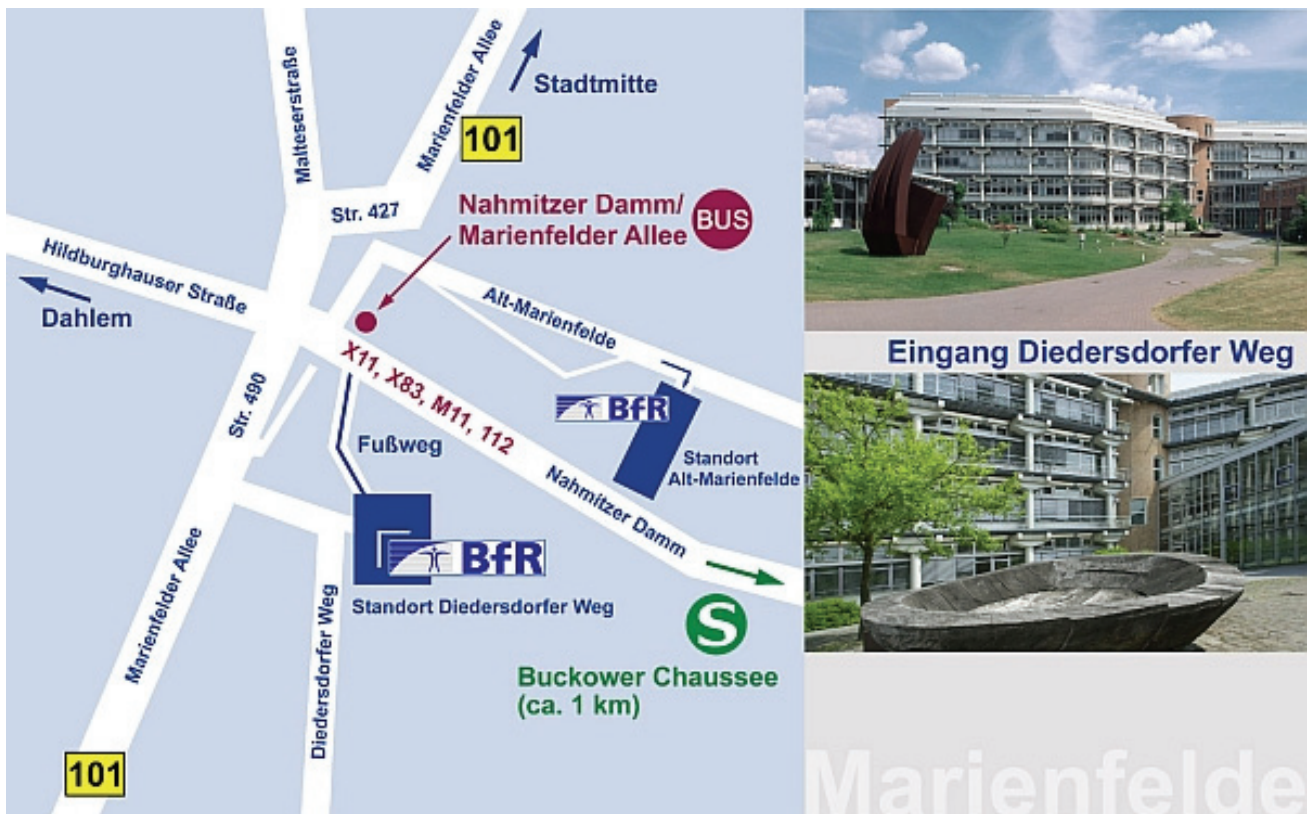 Malteserstraße
Marienfelder Allee
Stadtmitte
101
Str. 427
Nahmitzer Damm/
Marienfelder Allee
BUS
Hildburghauser Straße
Dahlem
Alt-Marienfelde
X11, X83, M11, 112
BfR
Str. 490
Fußweg
Standort
Alt-Marienfelde
Nahmitzer Damm
BfR
Standort Diedersdorfer Weg
Marienfelder Allee
Diedersdorfer Weg
S
Buckower Chaussee
(ca. 1 km)
101
Eingang Diedersdorfer Weg
Marienfelde